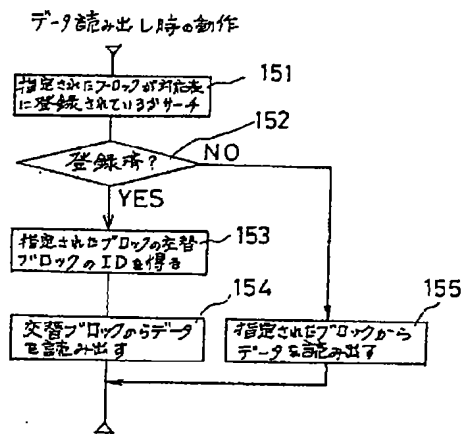 データ読み出し時の動作
151
指定されたブロックが対応表
に登録されているかサーチ
152
登録済?
NO
YES
153
指定されたブロックの交替
ブロックのIDを得る
154
交替ブロックからデータ
を読み出す
155
指定されたブロックから
データを読み出す